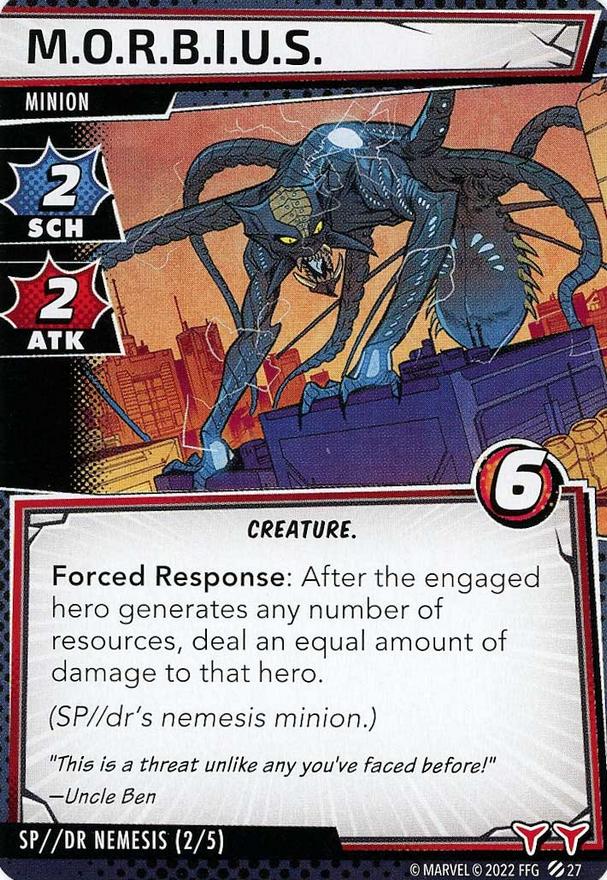 M.O.R.B.I.U.S.
MINION
2
SCH
2
ATK
6
CREATURE.
Forced Response: After the engaged
hero generates any number of
resources, deal an equal amount of
damage to that hero.
(SP//dr's nemesis minion.)
"This is a threat unlike any you've faced before!"
—Uncle Ben
SP//DR NEMESIS (2/5)
© MARVEL © 2022 FFG 27